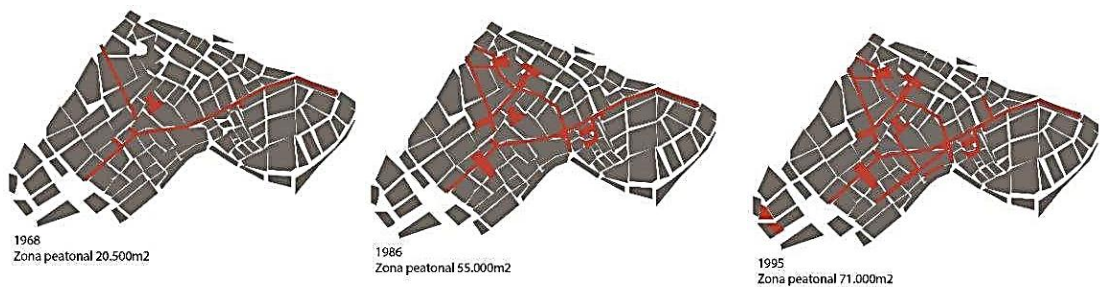 1968
Zona peatonal 20.500m2
1986
Zona peatonal 55.000m2
1995
Zona peatonal 71.000m2